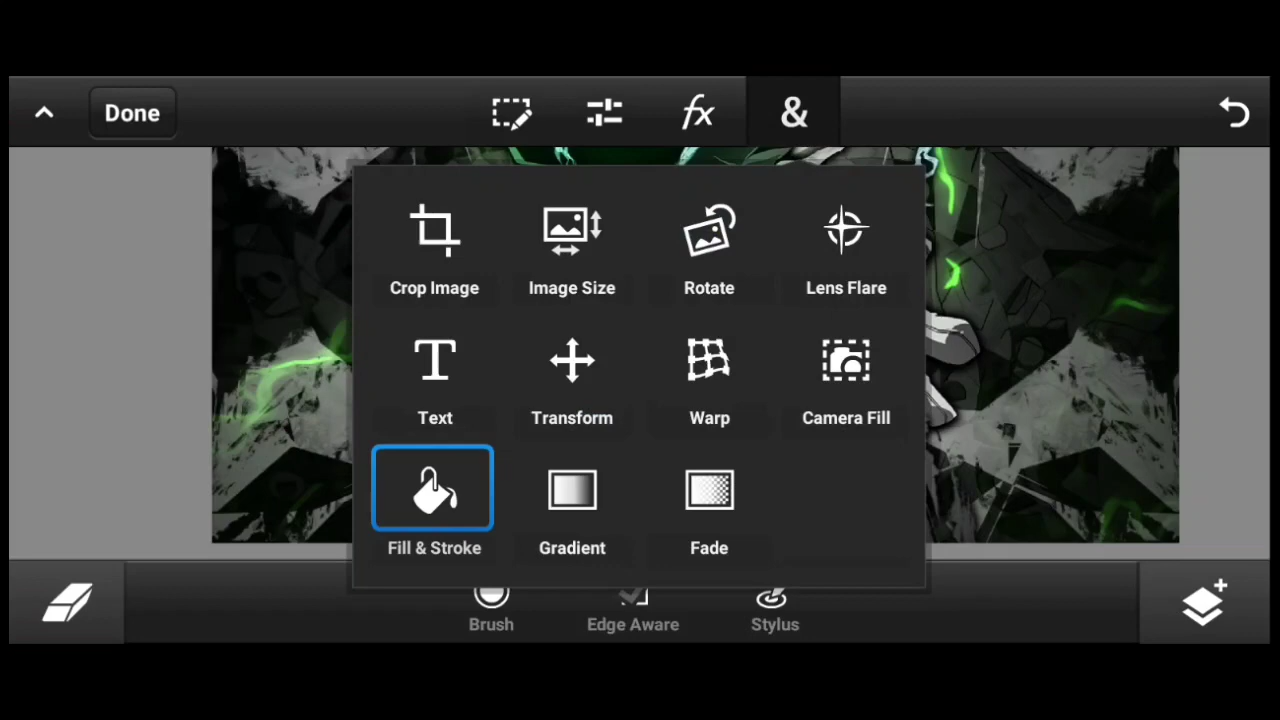 Done
fx
&
Crop Image
Image Size
Rotate
Lens Flare
Text
Transform
Warp
Camera Fill
Fill & Stroke
Gradient
Fade
Brush
Edge Aware
Stylus